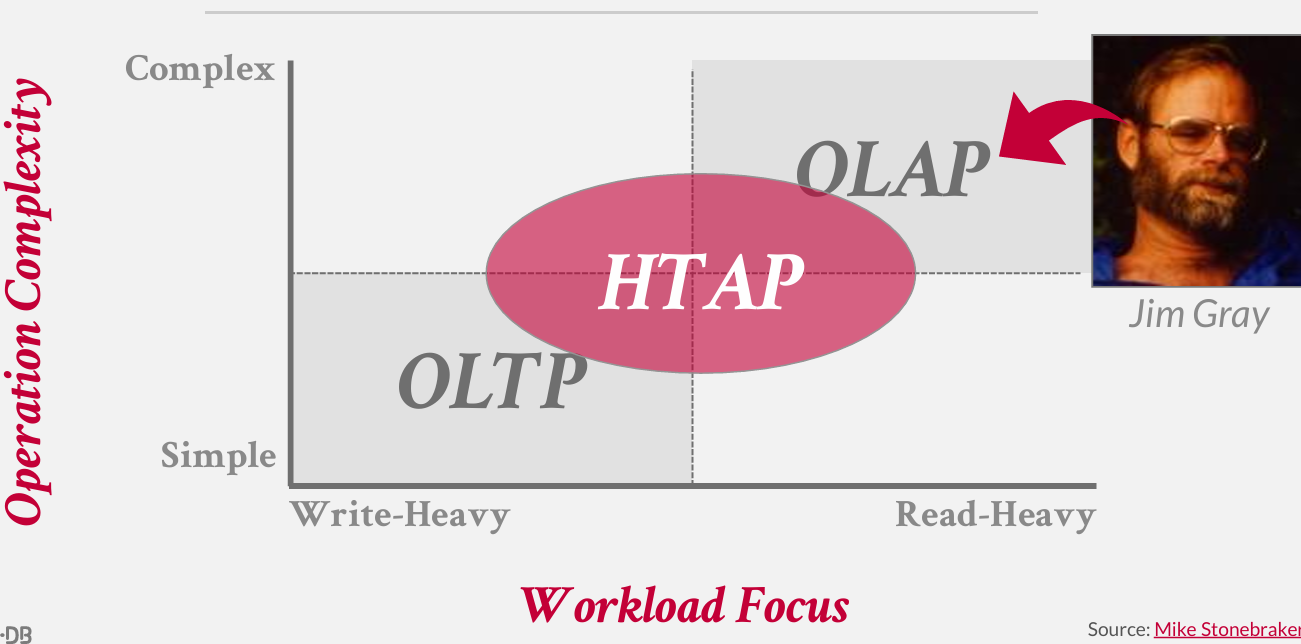 Complex
Operation Complexity
OLAP
HTAP
Jim Gray
OLTP
Simple
Write-Heavy
Read-Heavy
Workload Focus
·DB
Source: Mike Stonebraker